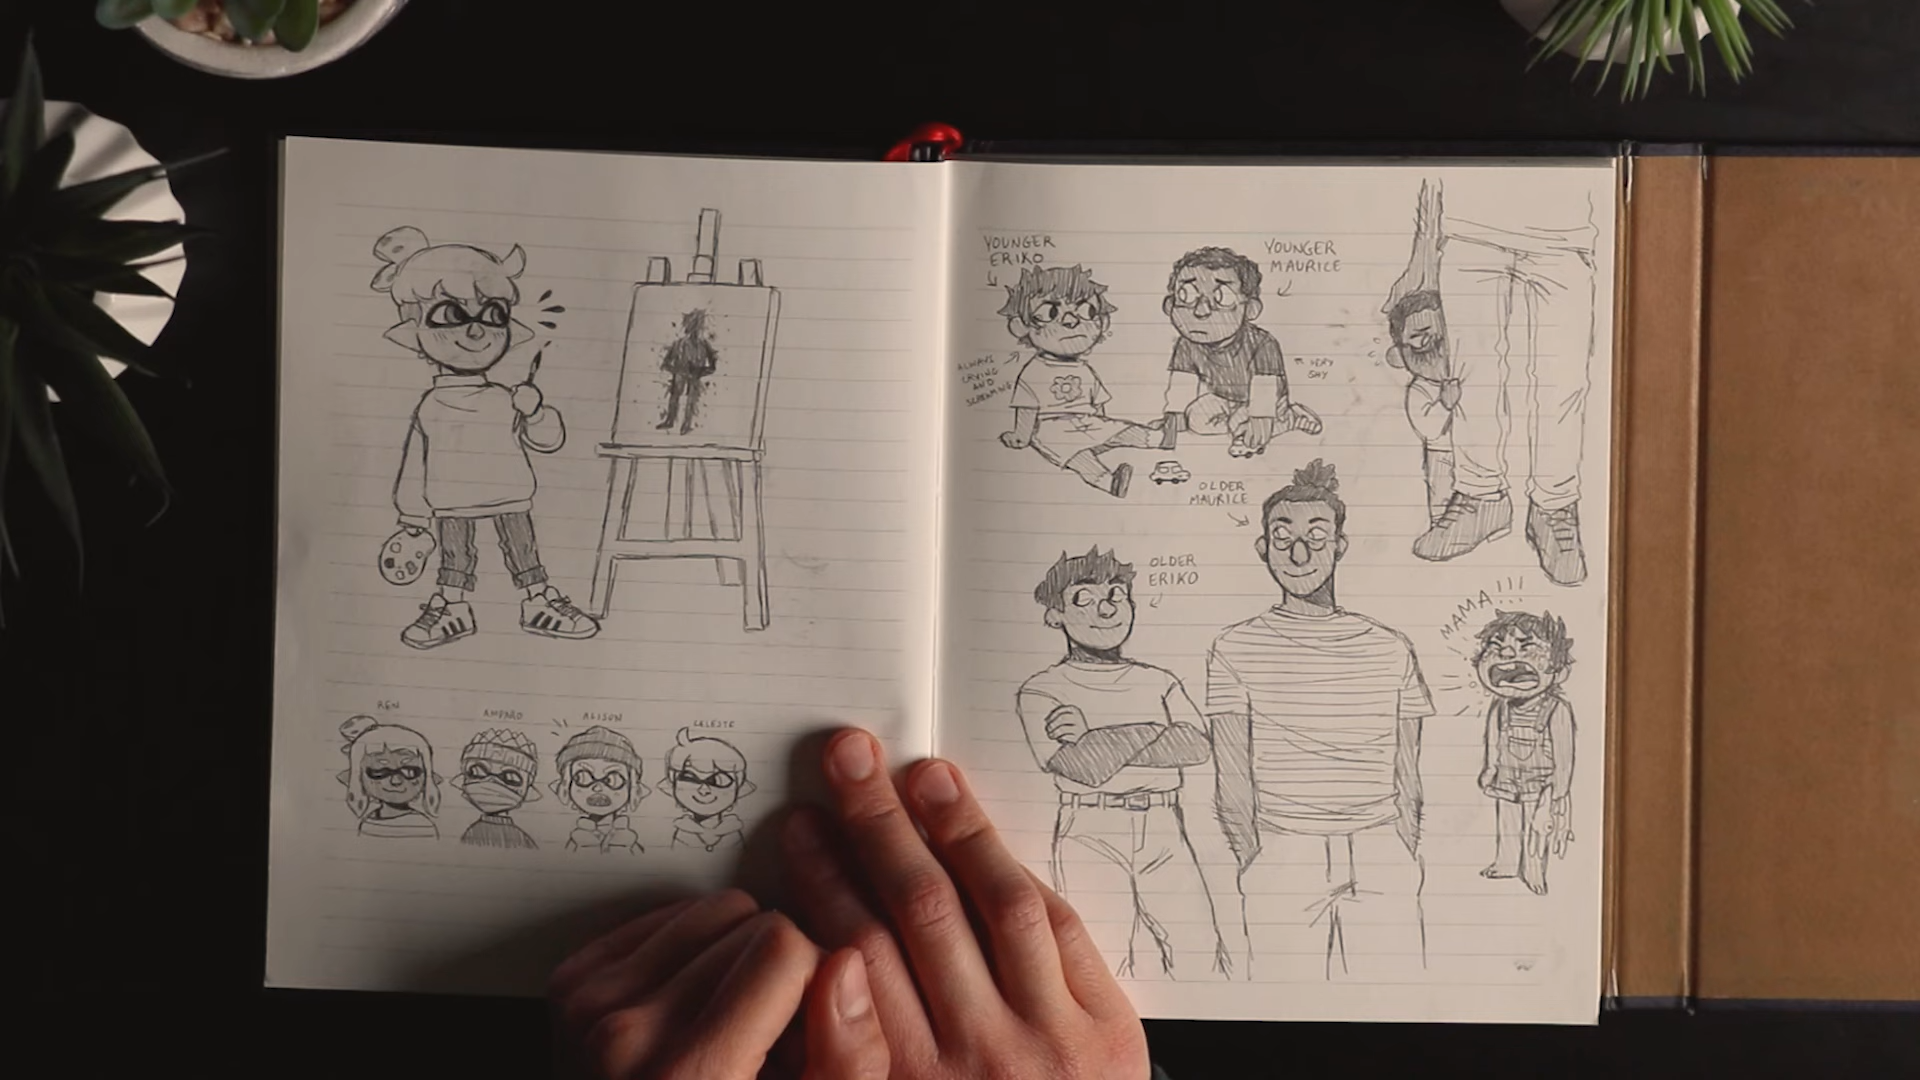 REN
AMPARO
ALISON
CELESTE
YOUNGER
ERIKO
YOUNGER
MAURICE
ALWAYS
CRYING
AND
SCREAMING
VERY
SHY
OLDER
MAURICE
OLDER
ERIKO
MAMA!!!